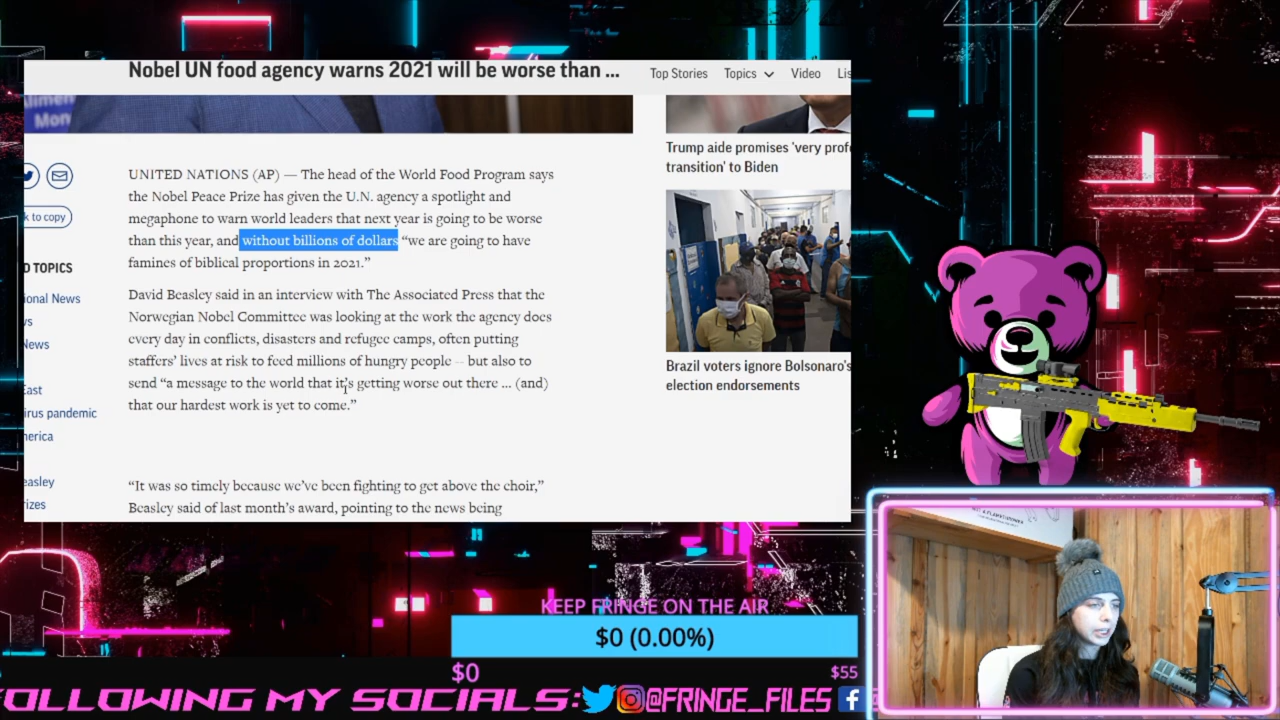 Nobel UN food agency warns 2021 will be worse than ...
Top Stories Topics Video Lis
Alimen
Mon
k to copy
D TOPICS
ional News
vs
News
East
irus pandemic
nerica
easley
izes
UNITED NATIONS (AP) — The head of the World Food Program says
the Nobel Peace Prize has given the U.N. agency a spotlight and
megaphone to warn world leaders that next year is going to be worse
than this year, and without billions of dollars “we are going to have
famines of biblical proportions in 2021.”
David Beasley said in an interview with The Associated Press that the
Norwegian Nobel Committee was looking at the work the agency does
every day in conflicts, disasters and refugee camps, often putting
staffers’ lives at risk to feed millions of hungry people -- but also to
send “a message to the world that it’s getting worse out there ... (and)
that our hardest work is yet to come.”
“It was so timely because we’ve been fighting to get above the choir,”
Beasley said of last month’s award, pointing to the news being
Trump aide promises 'very profe
transition' to Biden
Brazil voters ignore Bolsonaro's
election endorsements
KEEP FRINGE ON THE AIR
$0 (0.00%)
$0
$55
OLLOWING MY SOCIALS: @FRINGE_FILES